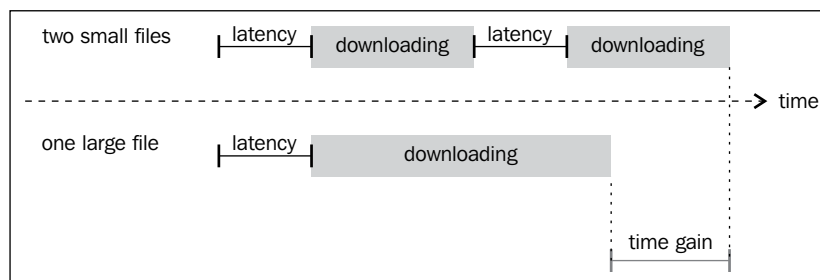 two small files
latency
downloading
latency
downloading
time
one large file
latency
downloading
time gain